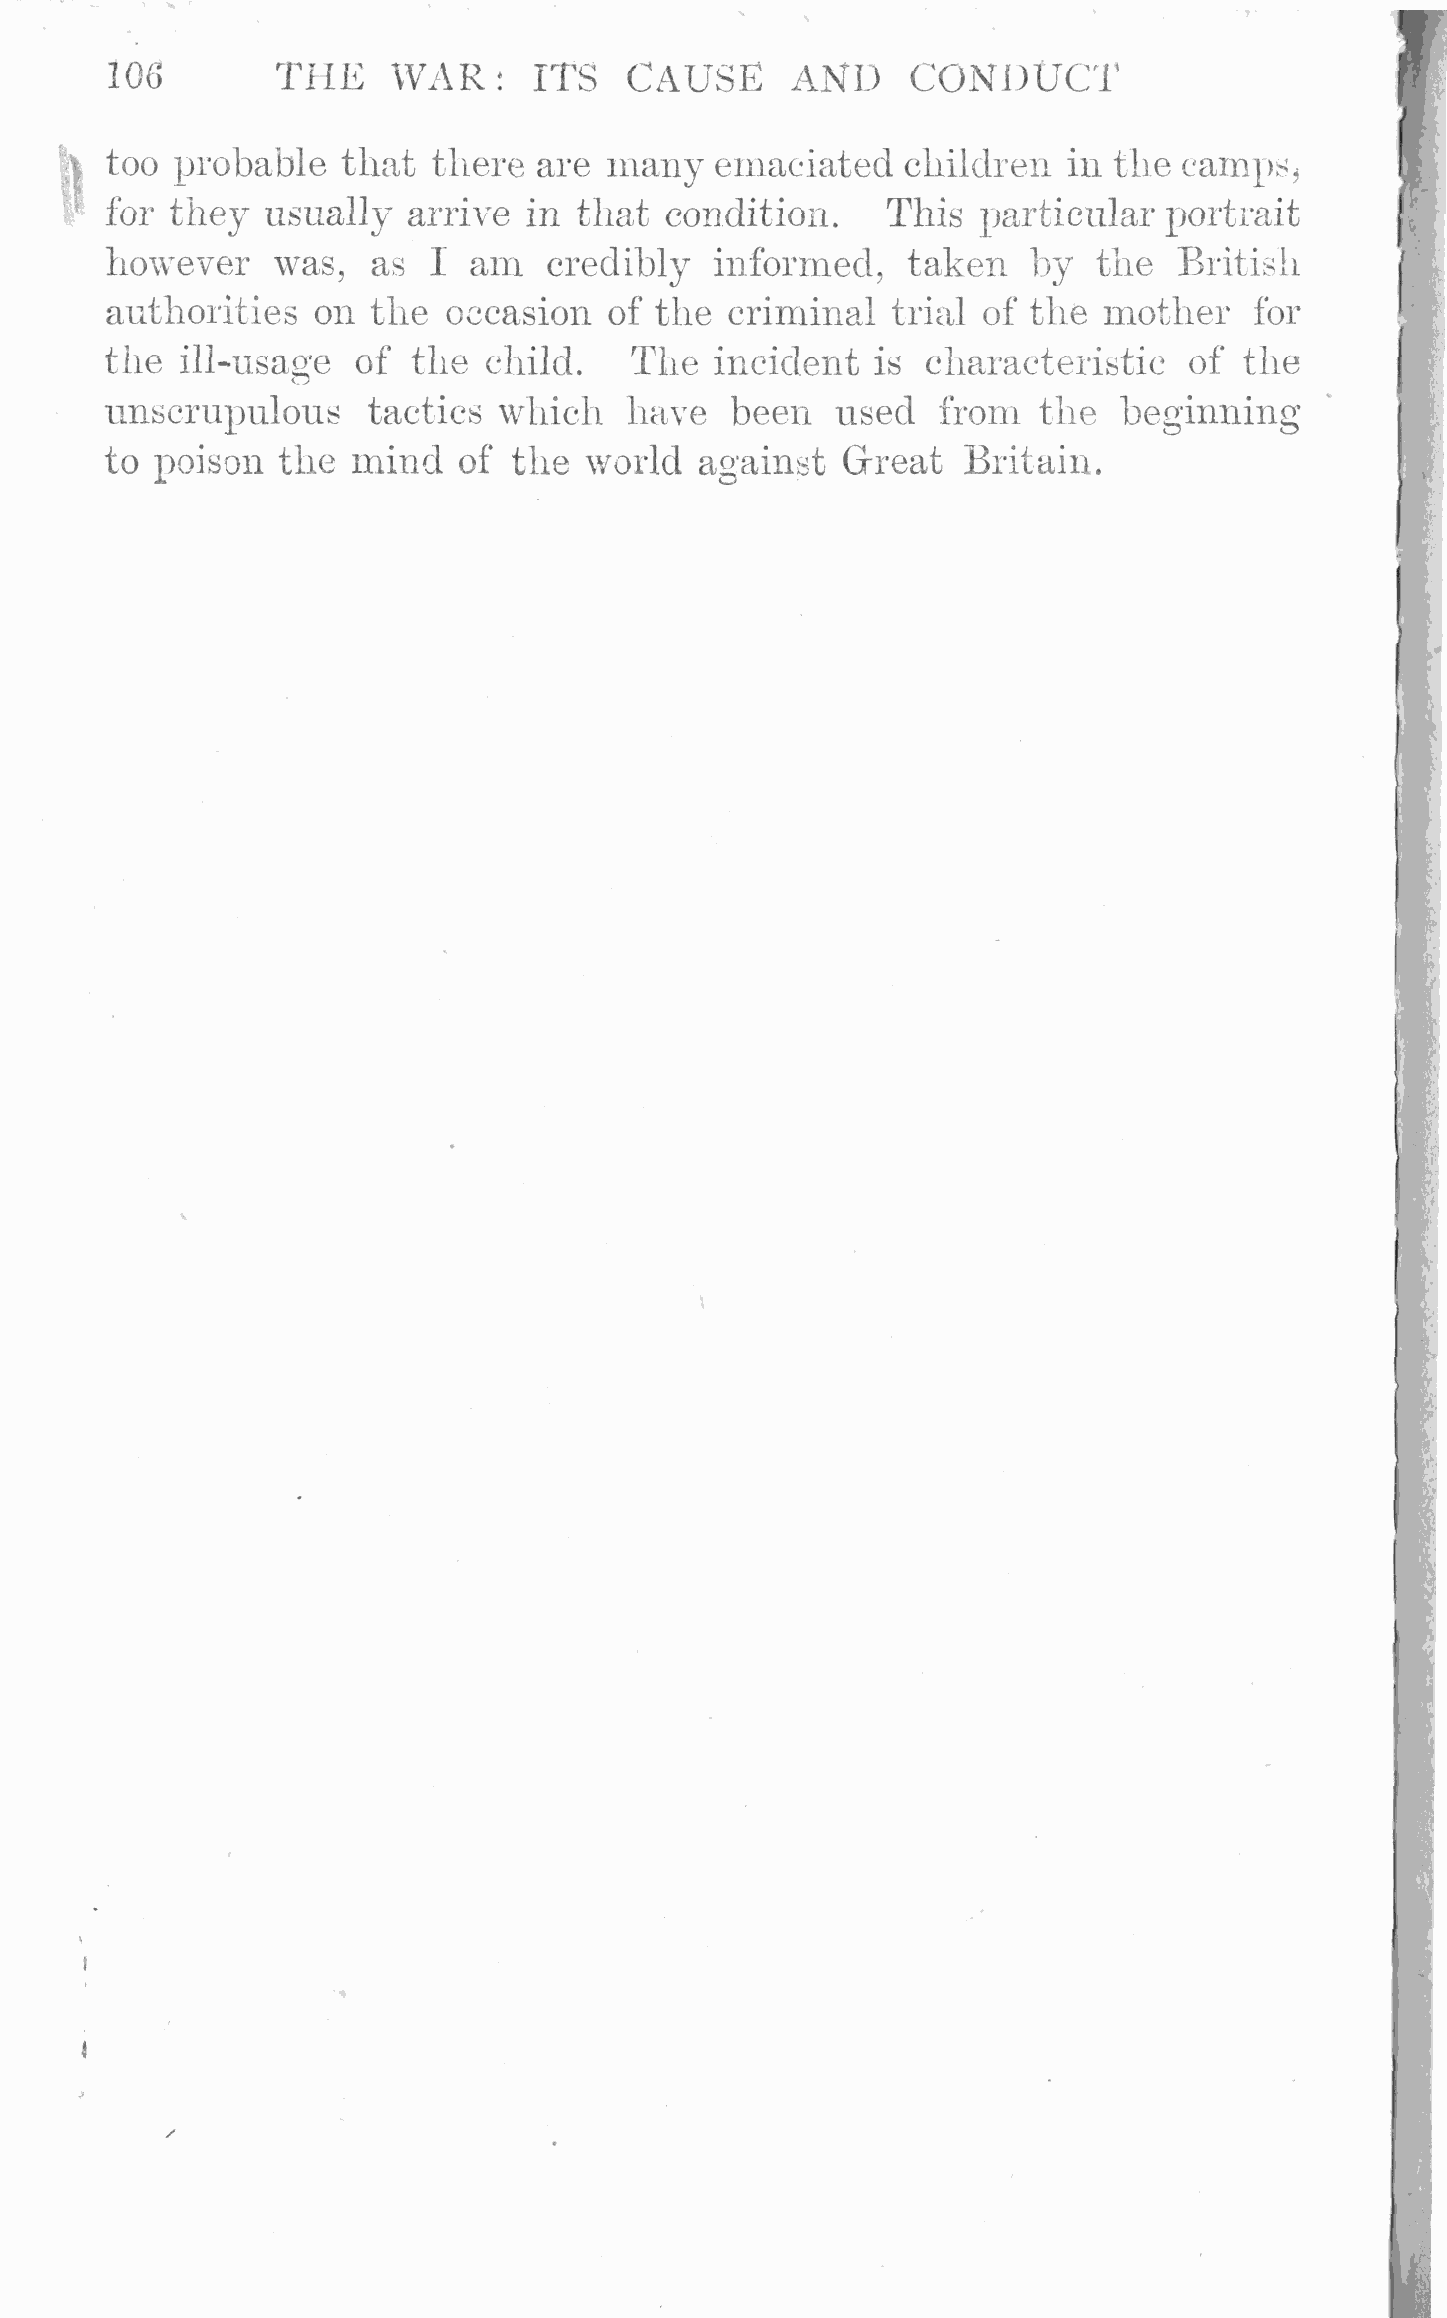 106 THE WAR: ITS CAUSE AND CONDUCT
too probable that there are many emaciated children in the camps,
for they usually arrive in that condition. This particular portrait
however was, as I am credibly informed, taken by the British
authorities on the occasion of the criminal trial of the mother for
the ill-usage of the child. The incident is characteristic of the
unscrupulous tactics which have been used from the beginning
to poison the mind of the world against Great Britain.